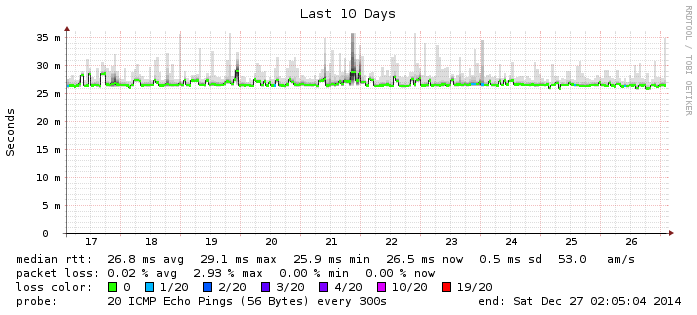 Last 10 Days
RRDTOOL / TOBI OETIKER
Seconds
35 m
30 m
25 m
20 m
15 m
10 m
5 m
0
17 18 19 20 21 22 23 24 25 26
median rtt: 26.8 ms avg 29.1 ms max 25.9 ms min 26.5 ms now 0.5 ms sd 53.0 am/s
packet loss: 0.02 % avg 2.93 % max 0.00 % min 0.00 % now
loss color: 0 1/20 2/20 3/20 4/20 10/20 19/20
probe: 20 ICMP Echo Pings (56 Bytes) every 300s end: Sat Dec 27 02:05:04 2014